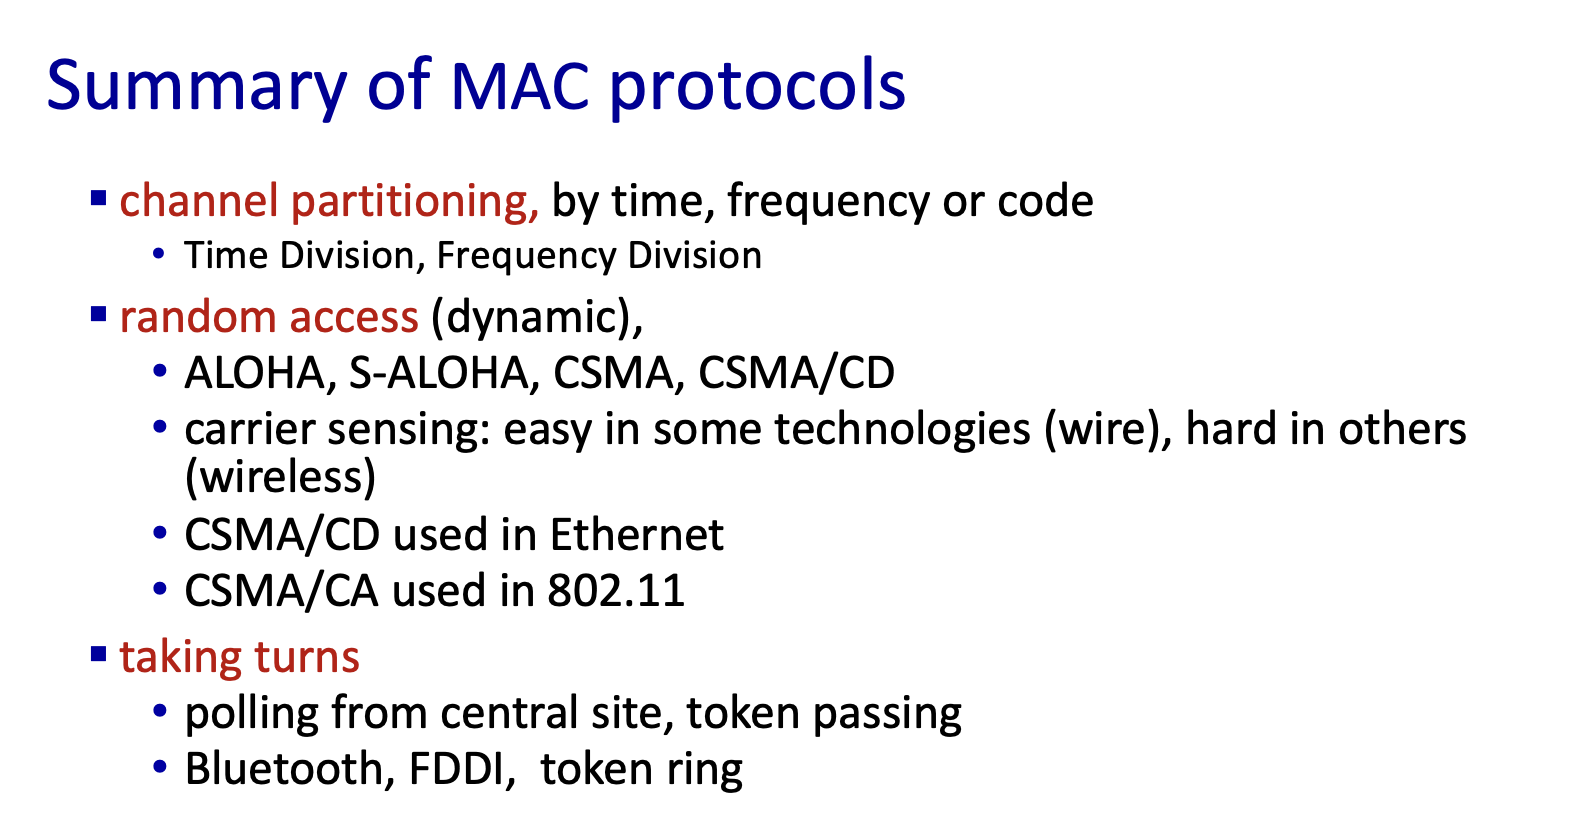 Summary of MAC protocols
▪ channel partitioning, by time, frequency or code
• Time Division, Frequency Division
▪ random access (dynamic),
• ALOHA, S-ALOHA, CSMA, CSMA/CD
• carrier sensing: easy in some technologies (wire), hard in others
(wireless)
• CSMA/CD used in Ethernet
• CSMA/CA used in 802.11
▪ taking turns
• polling from central site, token passing
• Bluetooth, FDDI,  token ring